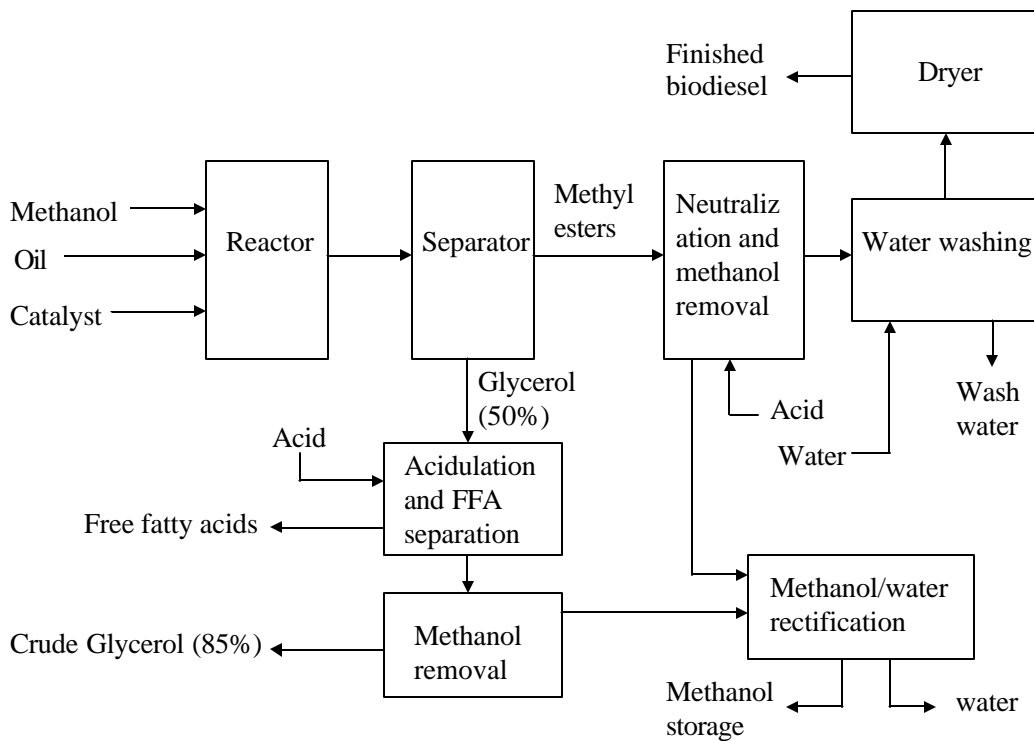 Finished
biodiesel
Dryer
Methanol
Oil
Catalyst
Reactor
Separator
Methyl
esters
Neutraliz
ation and
methanol
removal
Water washing
Glycerol
(50%)
Acid
Water
Wash
water
Acid
Acidulation
and FFA
separation
Free fatty acids
Methanol
removal
Crude Glycerol (85%)
Methanol/water
rectification
Methanol
storage
water